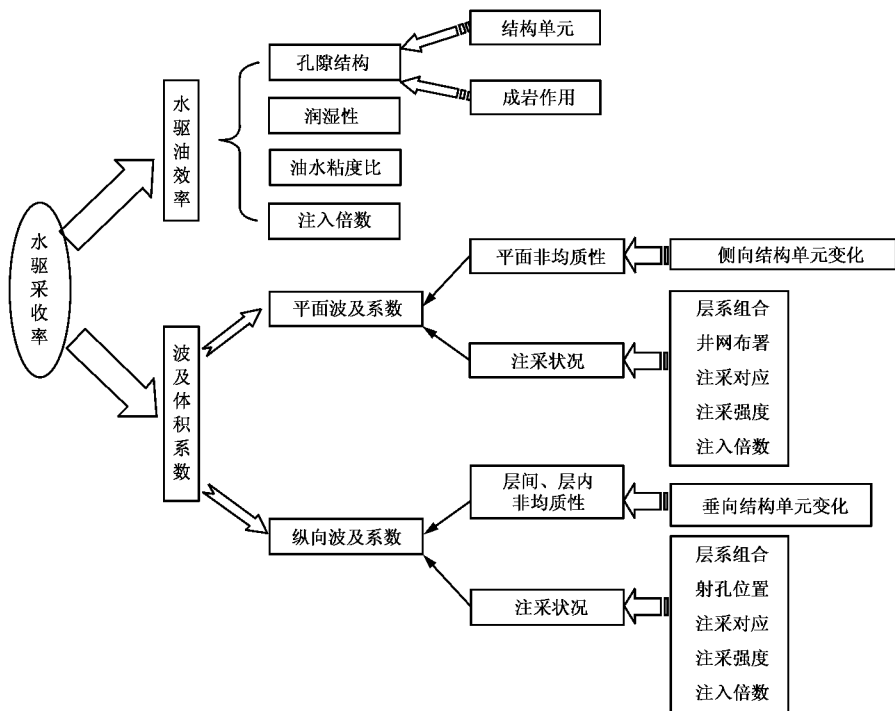 水驱采收率
水驱油效率
孔隙结构
结构单元
成岩作用
润湿性
油水粘度比
注入倍数
波及体积系数
平面波及系数
平面非均质性
侧向结构单元变化
注采状况
层系组合
井网布署
注采对应
注采强度
注入倍数
纵向波及系数
层间、层内
非均质性
垂向结构单元变化
注采状况
层系组合
射孔位置
注采对应
注采强度
注入倍数